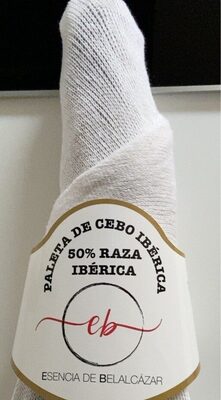 PALETA DE CEBO IBÉRICA
50% RAZA
IBÉRICA
eb
ESENCIA DE BELALCÁZAR